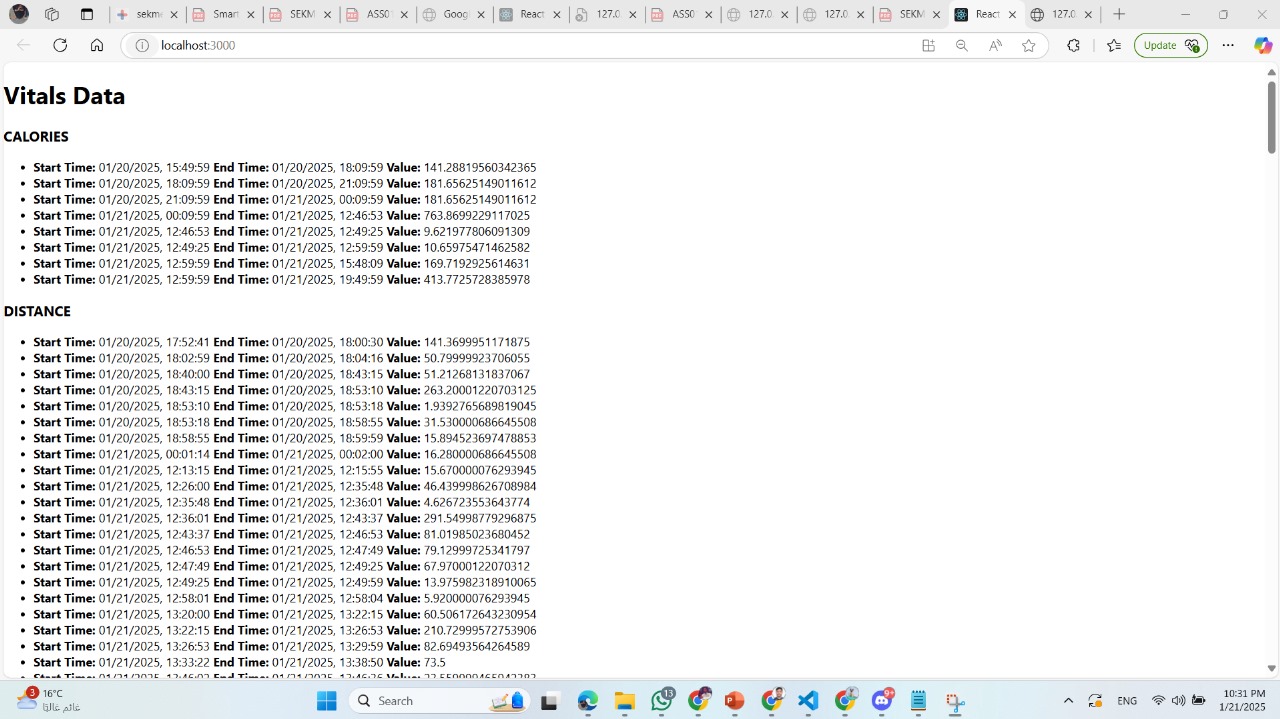 sekm
Smart
SEKM
ASS0
Goog
React
127.0
ASS(
127.0
127.0
SEKM
React
127.0
localhost:3000
Update
Vitals Data
CALORIES
• Start Time: 01/20/2025, 15:49:59 End Time: 01/20/2025, 18:09:59 Value: 141.28819560342365
• Start Time: 01/20/2025, 18:09:59 End Time: 01/20/2025, 21:09:59 Value: 181.65625149011612
• Start Time: 01/20/2025, 21:09:59 End Time: 01/21/2025, 00:09:59 Value: 181.65625149011612
• Start Time: 01/21/2025, 00:09:59 End Time: 01/21/2025, 12:46:53 Value: 763.8699229117025
• Start Time: 01/21/2025, 12:46:53 End Time: 01/21/2025, 12:49:25 Value: 9.621977806091309
• Start Time: 01/21/2025, 12:49:25 End Time: 01/21/2025, 12:59:59 Value: 10.65975471462582
• Start Time: 01/21/2025, 12:59:59 End Time: 01/21/2025, 15:48:09 Value: 169.7192925614631
• Start Time: 01/21/2025, 12:59:59 End Time: 01/21/2025, 19:49:59 Value: 413.7725728385978
DISTANCE
• Start Time: 01/20/2025, 17:52:41 End Time: 01/20/2025, 18:00:30 Value: 141.3699951171875
• Start Time: 01/20/2025, 18:02:59 End Time: 01/20/2025, 18:04:16 Value: 50.79999923706055
• Start Time: 01/20/2025, 18:40:00 End Time: 01/20/2025, 18:43:15 Value: 51.21268131837067
• Start Time: 01/20/2025, 18:43:15 End Time: 01/20/2025, 18:53:10 Value: 263.20001220703125
• Start Time: 01/20/2025, 18:53:10 End Time: 01/20/2025, 18:53:18 Value: 1.9392765689819045
• Start Time: 01/20/2025, 18:53:18 End Time: 01/20/2025, 18:58:55 Value: 31.530000686645508
• Start Time: 01/20/2025, 18:58:55 End Time: 01/20/2025, 18:59:59 Value: 15.894523697478853
• Start Time: 01/21/2025, 00:01:14 End Time: 01/21/2025, 00:02:00 Value: 16.280000686645508
• Start Time: 01/21/2025, 12:13:15 End Time: 01/21/2025, 12:15:55 Value: 15.670000076293945
• Start Time: 01/21/2025, 12:26:00 End Time: 01/21/2025, 12:35:48 Value: 46.439998626708984
• Start Time: 01/21/2025, 12:35:48 End Time: 01/21/2025, 12:36:01 Value: 4.626723553643774
• Start Time: 01/21/2025, 12:36:01 End Time: 01/21/2025, 12:43:37 Value: 291.54998779296875
• Start Time: 01/21/2025, 12:43:37 End Time: 01/21/2025, 12:46:53 Value: 81.01985023680452
• Start Time: 01/21/2025, 12:46:53 End Time: 01/21/2025, 12:47:49 Value: 79.12999725341797
• Start Time: 01/21/2025, 12:47:49 End Time: 01/21/2025, 12:49:25 Value: 67.97000122070312
• Start Time: 01/21/2025, 12:49:25 End Time: 01/21/2025, 12:49:59 Value: 13.975982318910065
• Start Time: 01/21/2025, 12:58:01 End Time: 01/21/2025, 12:58:04 Value: 5.920000076293945
• Start Time: 01/21/2025, 13:20:00 End Time: 01/21/2025, 13:22:15 Value: 60.506172643230954
• Start Time: 01/21/2025, 13:22:15 End Time: 01/21/2025, 13:26:53 Value: 210.72999572753906
• Start Time: 01/21/2025, 13:26:53 End Time: 01/21/2025, 13:29:59 Value: 82.69493564264589
• Start Time: 01/21/2025, 13:33:22 End Time: 01/21/2025, 13:38:50 Value: 73.5
3
16°C
غائم غالبًا
Search
13
9+
ENG
10:31 PM
1/21/2025